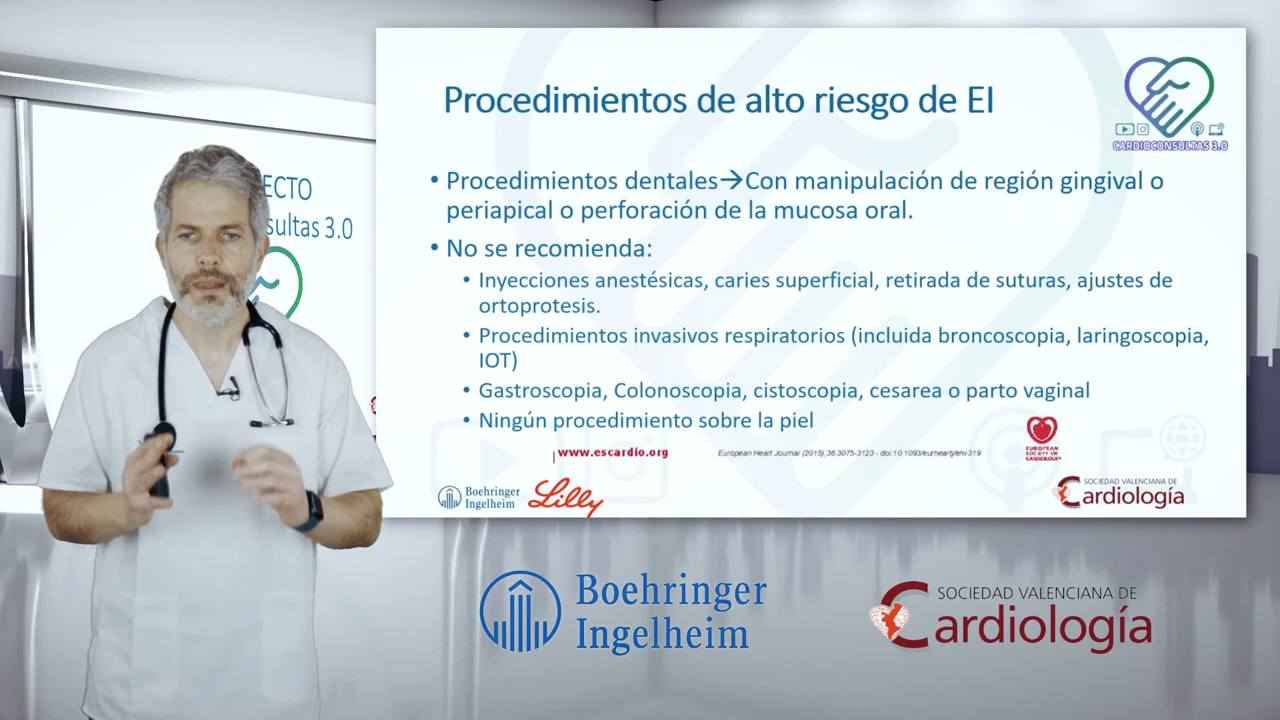 Procedimientos de alto riesgo de EI
CARDIOCONSULTAS 3.0
• Procedimientos dentales→Con manipulación de región gingival o
periapical o perforación de la mucosa oral.
• No se recomienda:
• Inyecciones anestésicas, caries superficial, retirada de suturas, ajustes de
ortoprotesis.
• Procedimientos invasivos respiratorios (incluida broncoscopia, laringoscopia,
IOT)
• Gastroscopia, Colonoscopia, cistoscopia, cesarea o parto vaginal
• Ningún procedimiento sobre la piel
www.escardio.org
European Heart Journal (2015) 36:3075-3123 - doi:10.1093/eurheartj/ehv319
EUROPEAN
SOCIETY OF
CARDIOLOGY
Boehringer
Ingelheim
Lilly
SOCIEDAD VALENCIANA DE
Cardiología
ECTO
sultas 3.0
Boehringer
Ingelheim
SOCIEDAD VALENCIANA DE
Cardiología